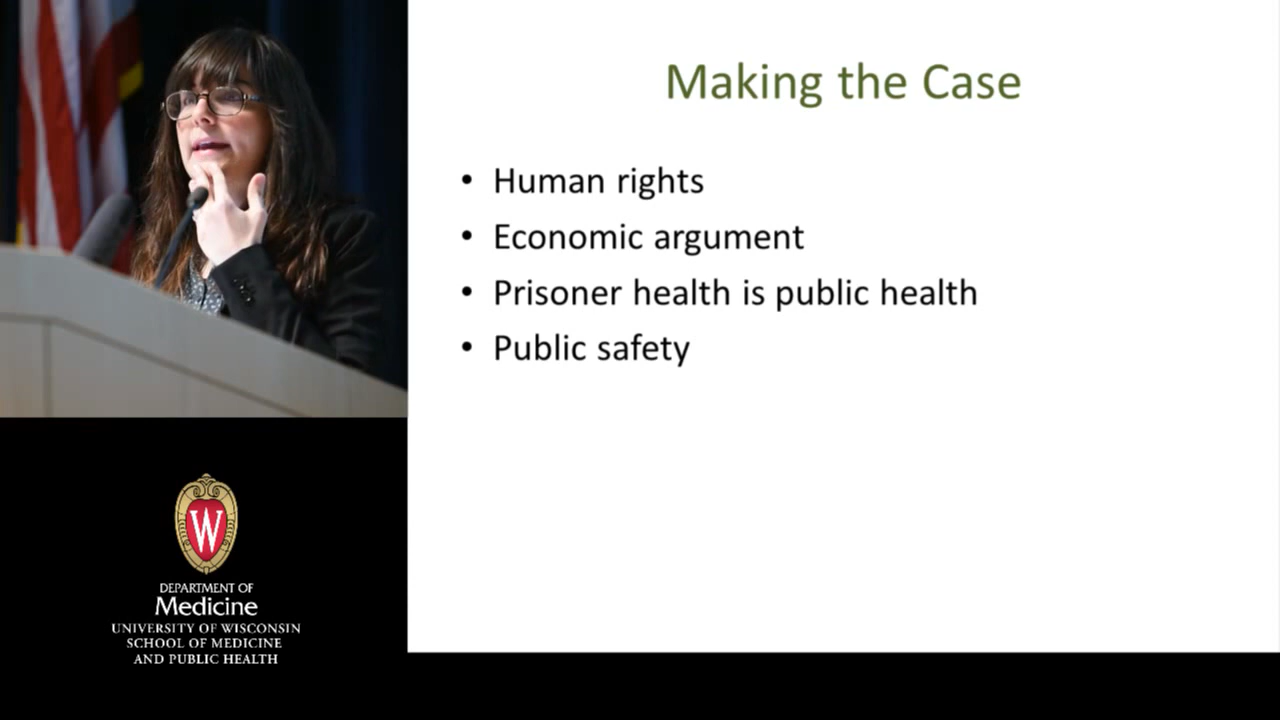 Making the Case
• Human rights
• Economic argument
• Prisoner health is public health
• Public safety
W
DEPARTMENT OF
Medicine
UNIVERSITY OF WISCONSIN
SCHOOL OF MEDICINE
AND PUBLIC HEALTH